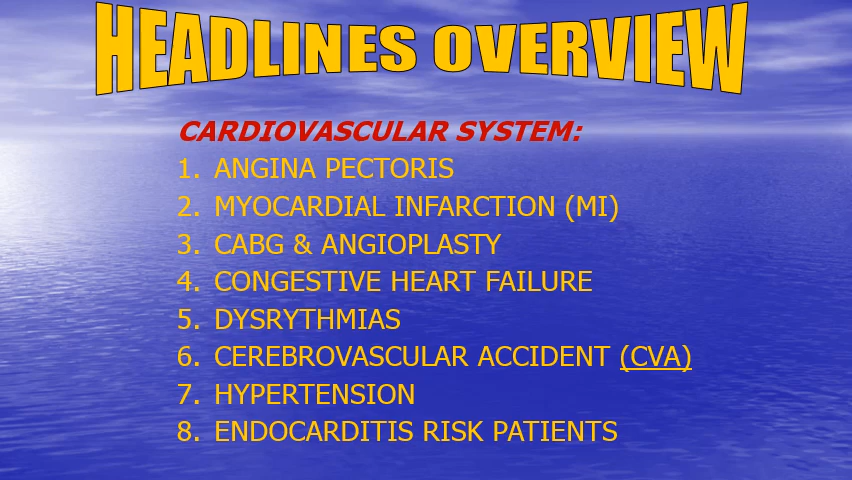 HEADLINES OVERVIEW
CARDIOVASCULAR SYSTEM:
1. ANGINA PECTORIS
2. MYOCARDIAL INFARCTION (MI)
3. CABG & ANGIOPLASTY
4. CONGESTIVE HEART FAILURE
5. DYSRYTHMIAS
6. CEREBROVASCULAR ACCIDENT (CVA)
7. HYPERTENSION
8. ENDOCARDITIS RISK PATIENTS